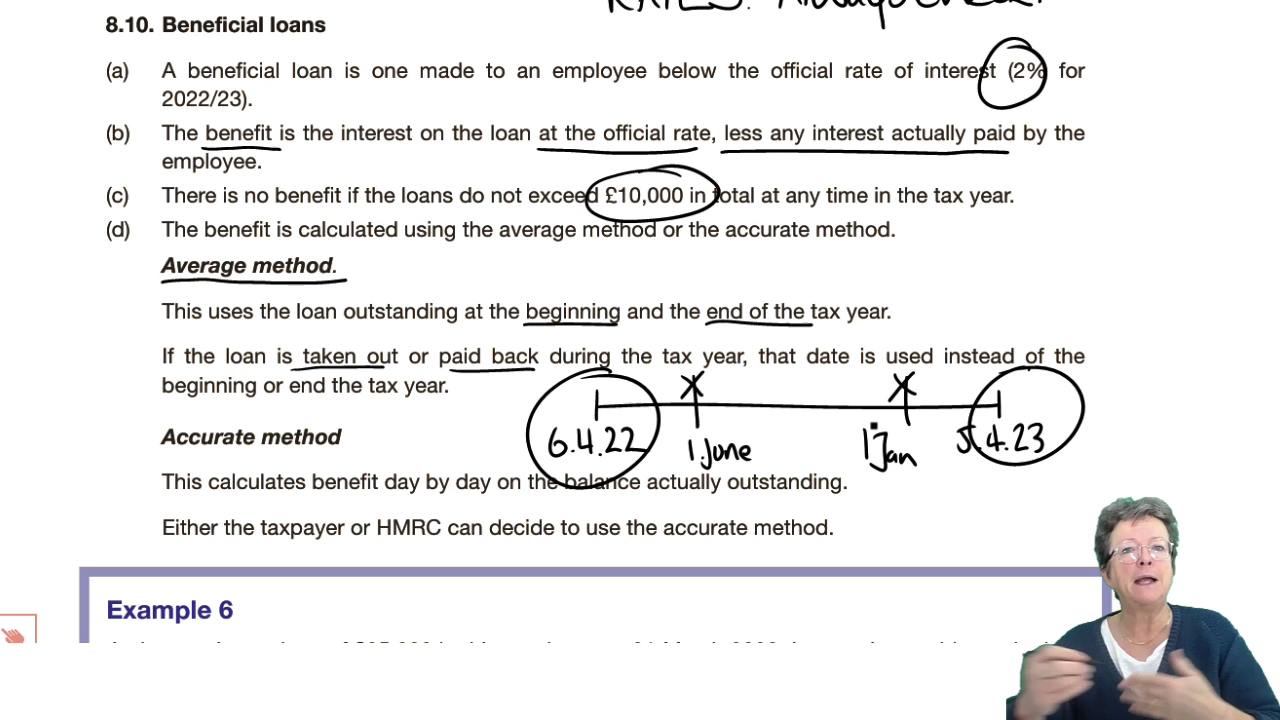 RATES. Always check.
8.10. Beneficial loans
(a) A beneficial loan is one made to an employee below the official rate of interest (2% for
2022/23).
(b) The benefit is the interest on the loan at the official rate, less any interest actually paid by the
employee.
(c) There is no benefit if the loans do not exceed £10,000 in total at any time in the tax year.
(d) The benefit is calculated using the average method or the accurate method.
Average method.
This uses the loan outstanding at the beginning and the end of the tax year.
If the loan is taken out or paid back during the tax year, that date is used instead of the
beginning or end the tax year.
Accurate method
6.4.22 1.June 1 Jan 5.4.23
This calculates benefit day by day on the balance actually outstanding.
Either the taxpayer or HMRC can decide to use the accurate method.
Example 6